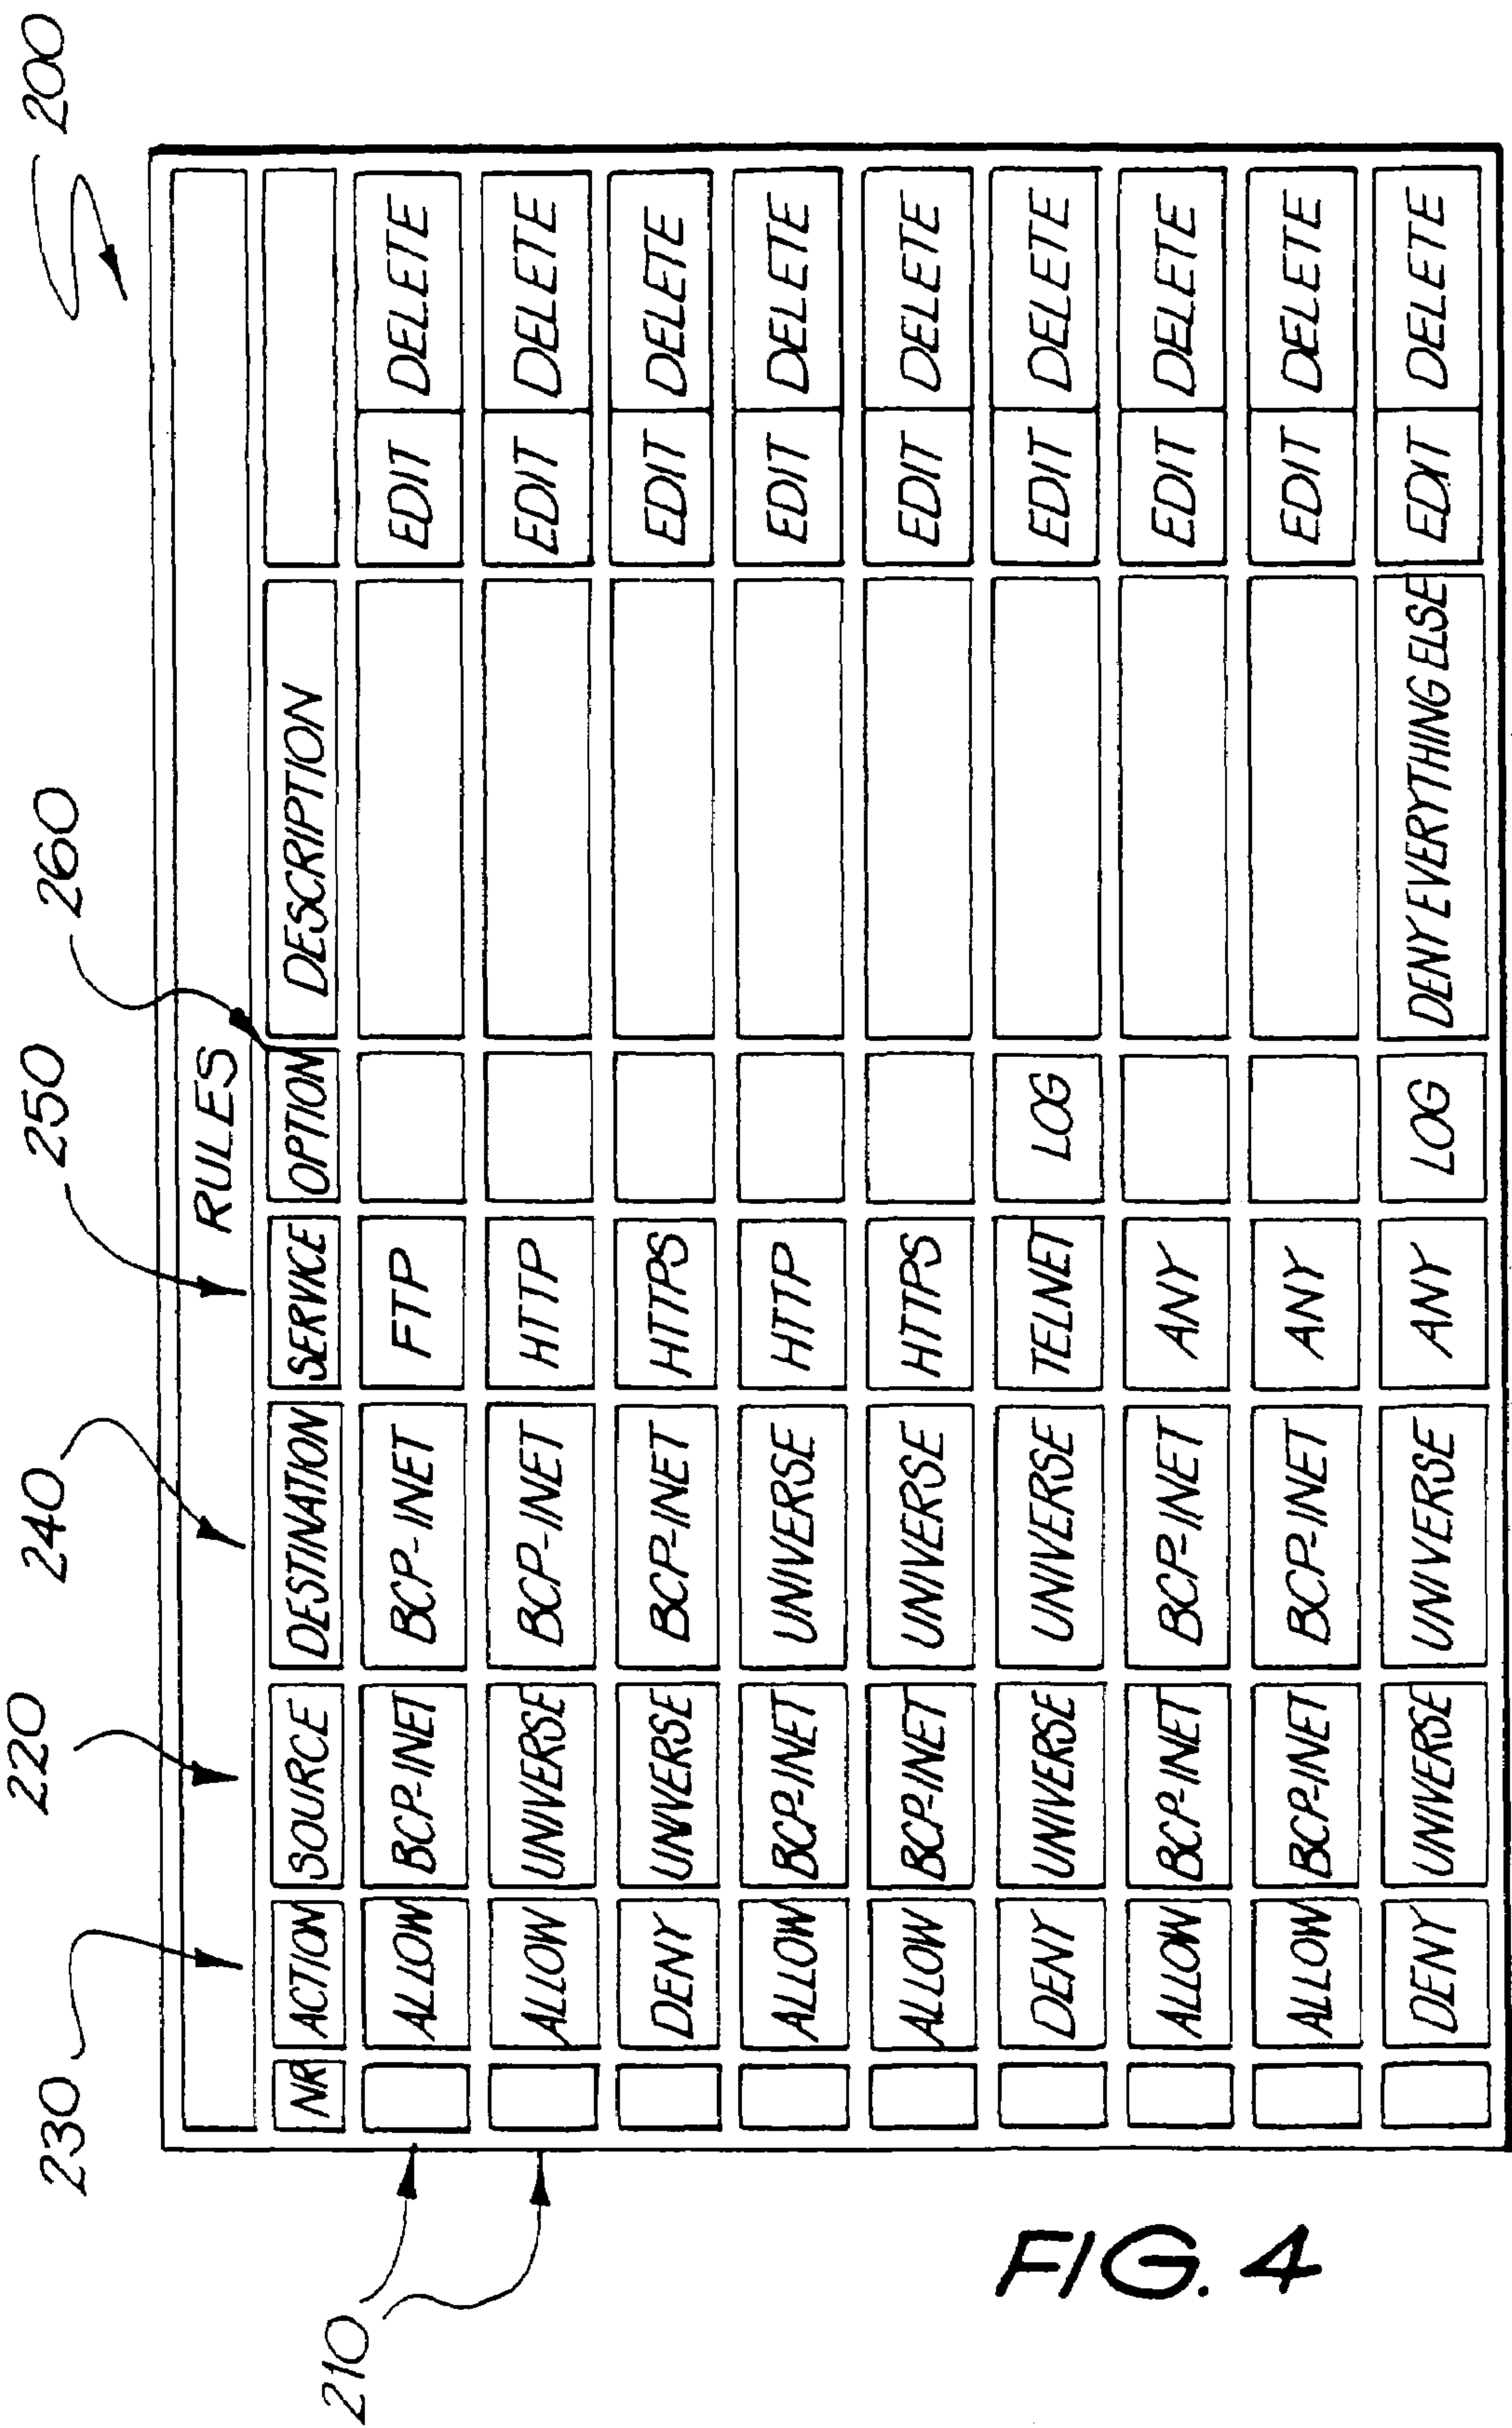 200
230 220 240 250 260
RULES
NR ACTION SOURCE DESTINATION SERVICE OPTION DESCRIPTION
210
ALLOW BCP-INET BCP-INET FTP EDIT DELETE
ALLOW UNIVERSE BCP-INET HTTP EDIT DELETE
DENY UNIVERSE BCP-INET HTTPS EDIT DELETE
ALLOW BCP-INET UNIVERSE HTTP EDIT DELETE
ALLOW BCP-INET UNIVERSE HTTPS EDIT DELETE
DENY UNIVERSE UNIVERSE TELNET LOG EDIT DELETE
ALLOW BCP-INET BCP-INET ANY EDIT DELETE
ALLOW BCP-INET BCP-INET ANY EDIT DELETE
DENY UNIVERSE UNIVERSE ANY LOG DENY EVERYTHING ELSE EDIT DELETE
FIG. 4